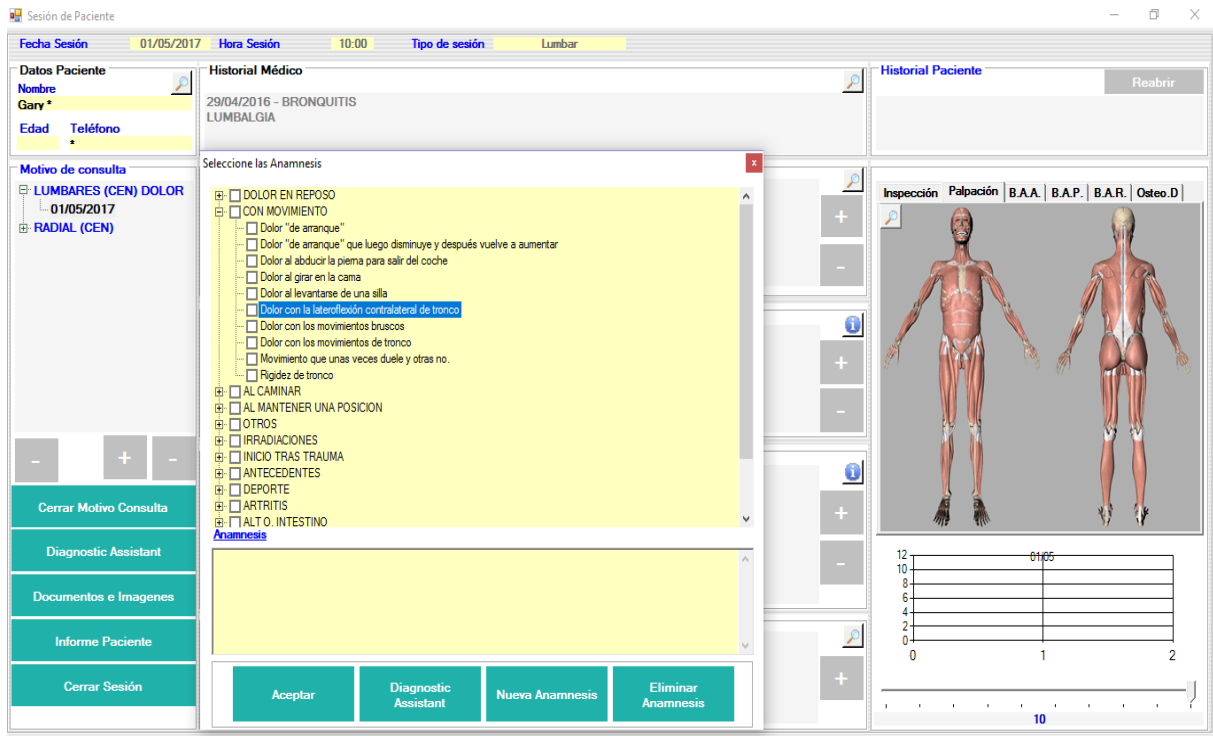 Sesión de Paciente
Fecha Sesión 01/05/2017 Hora Sesión 10:00 Tipo de sesión Lumbar
Datos Paciente
Nombre
Gary *
Edad Teléfono
*
Historial Médico
29/04/2016 - BRONQUITIS
LUMBALGIA
Historial Paciente
Reabrir
Motivo de consulta
LUMBARES (CEN) DOLOR
01/05/2017
RADIAL (CEN)
- + -
Cerrar Motivo Consulta
Diagnostic Assistant
Documentos e Imagenes
Informe Paciente
Cerrar Sesión
Seleccione las Anamnesis
x
DOLOR EN REPOSO
CON MOVIMIENTO
Dolor "de arranque"
Dolor "de arranque" que luego disminuye y después vuelve a aumentar
Dolor al abducir la pierna para salir del coche
Dolor al girar en la cama
Dolor al levantarse de una silla
Dolor con la lateroflexión contralateral de tronco
Dolor con los movimientos bruscos
Dolor con los movimientos de tronco
Movimiento que unas veces duele y otras no.
Rigidez de tronco
AL CAMINAR
AL MANTENER UNA POSICION
OTROS
IRRADIACIONES
INICIO TRAS TRAUMA
ANTECEDENTES
DEPORTE
ARTRITIS
ALT O. INTESTINO
Anamnesis
Aceptar
Diagnostic Assistant
Nueva Anamnesis
Eliminar Anamnesis
+
-
+
-
+
-
+
Inspección Palpación B.A.A. B.A.P. B.A.R. Osteo.D
01/05
12
10
8
6
4
2
0
0 1 2
10